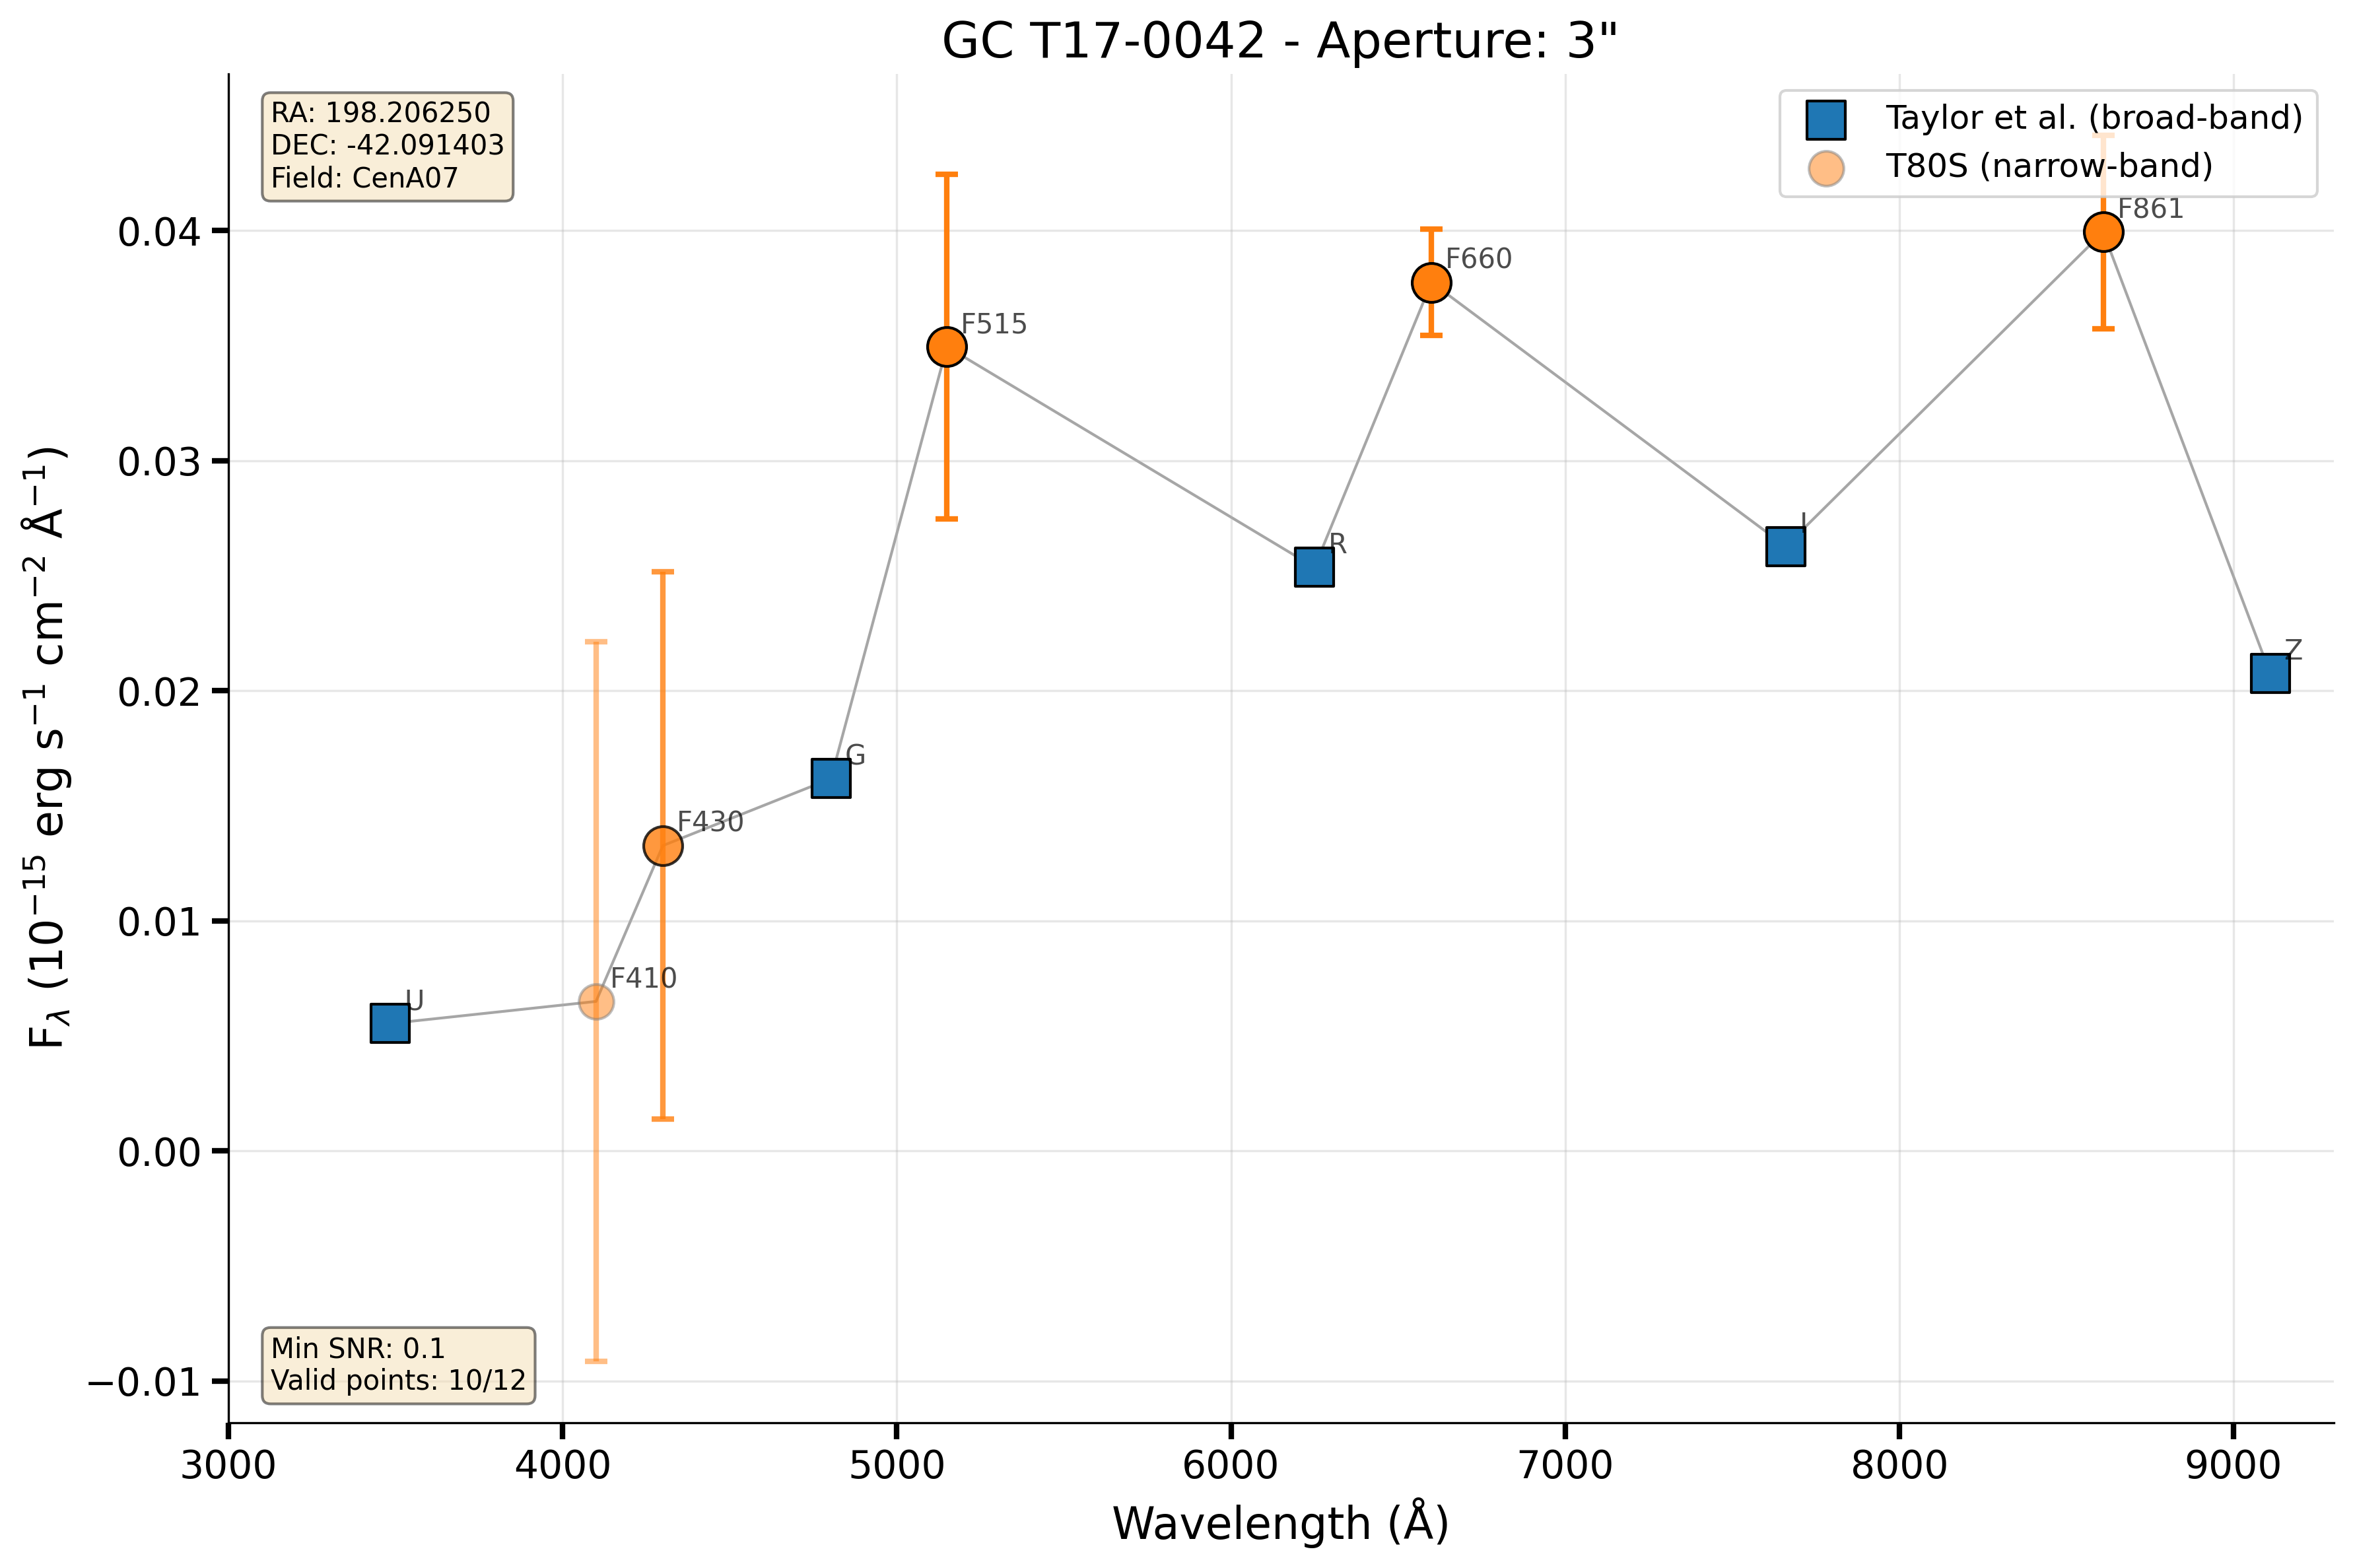 GC T17-0042 - Aperture: 3"
RA: 198.206250
DEC: -42.091403
Field: CenA07
Taylor et al. (broad-band)
T80S (narrow-band)
F861
F660
F515
R
I
Z
G
F430
F410
U
0.04
0.03
0.02
0.01
0.00
−0.01
F_λ (10⁻¹⁵ erg s⁻¹ cm⁻² Å⁻¹)
Min SNR: 0.1
Valid points: 10/12
3000 4000 5000 6000 7000 8000 9000
Wavelength (Å)